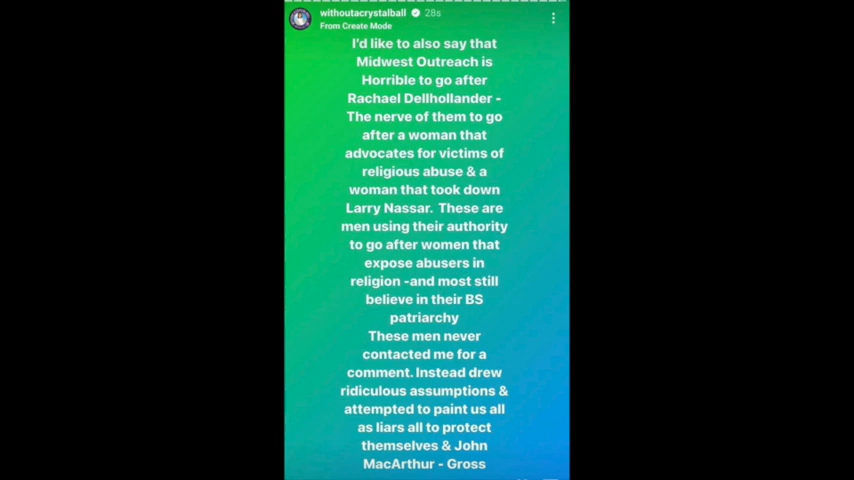 withoutacrystalball 28s
From Create Mode
I'd like to also say that
Midwest Outreach is
Horrible to go after
Rachael Dellhollander -
The nerve of them to go
after a woman that
advocates for victims of
religious abuse & a
woman that took down
Larry Nassar. These are
men using their authority
to go after women that
expose abusers in
religion -and most still
believe in their BS
patriarchy
These men never
contacted me for a
comment. Instead drew
ridiculous assumptions &
attempted to paint us all
as liars all to protect
themselves & John
MacArthur - Gross